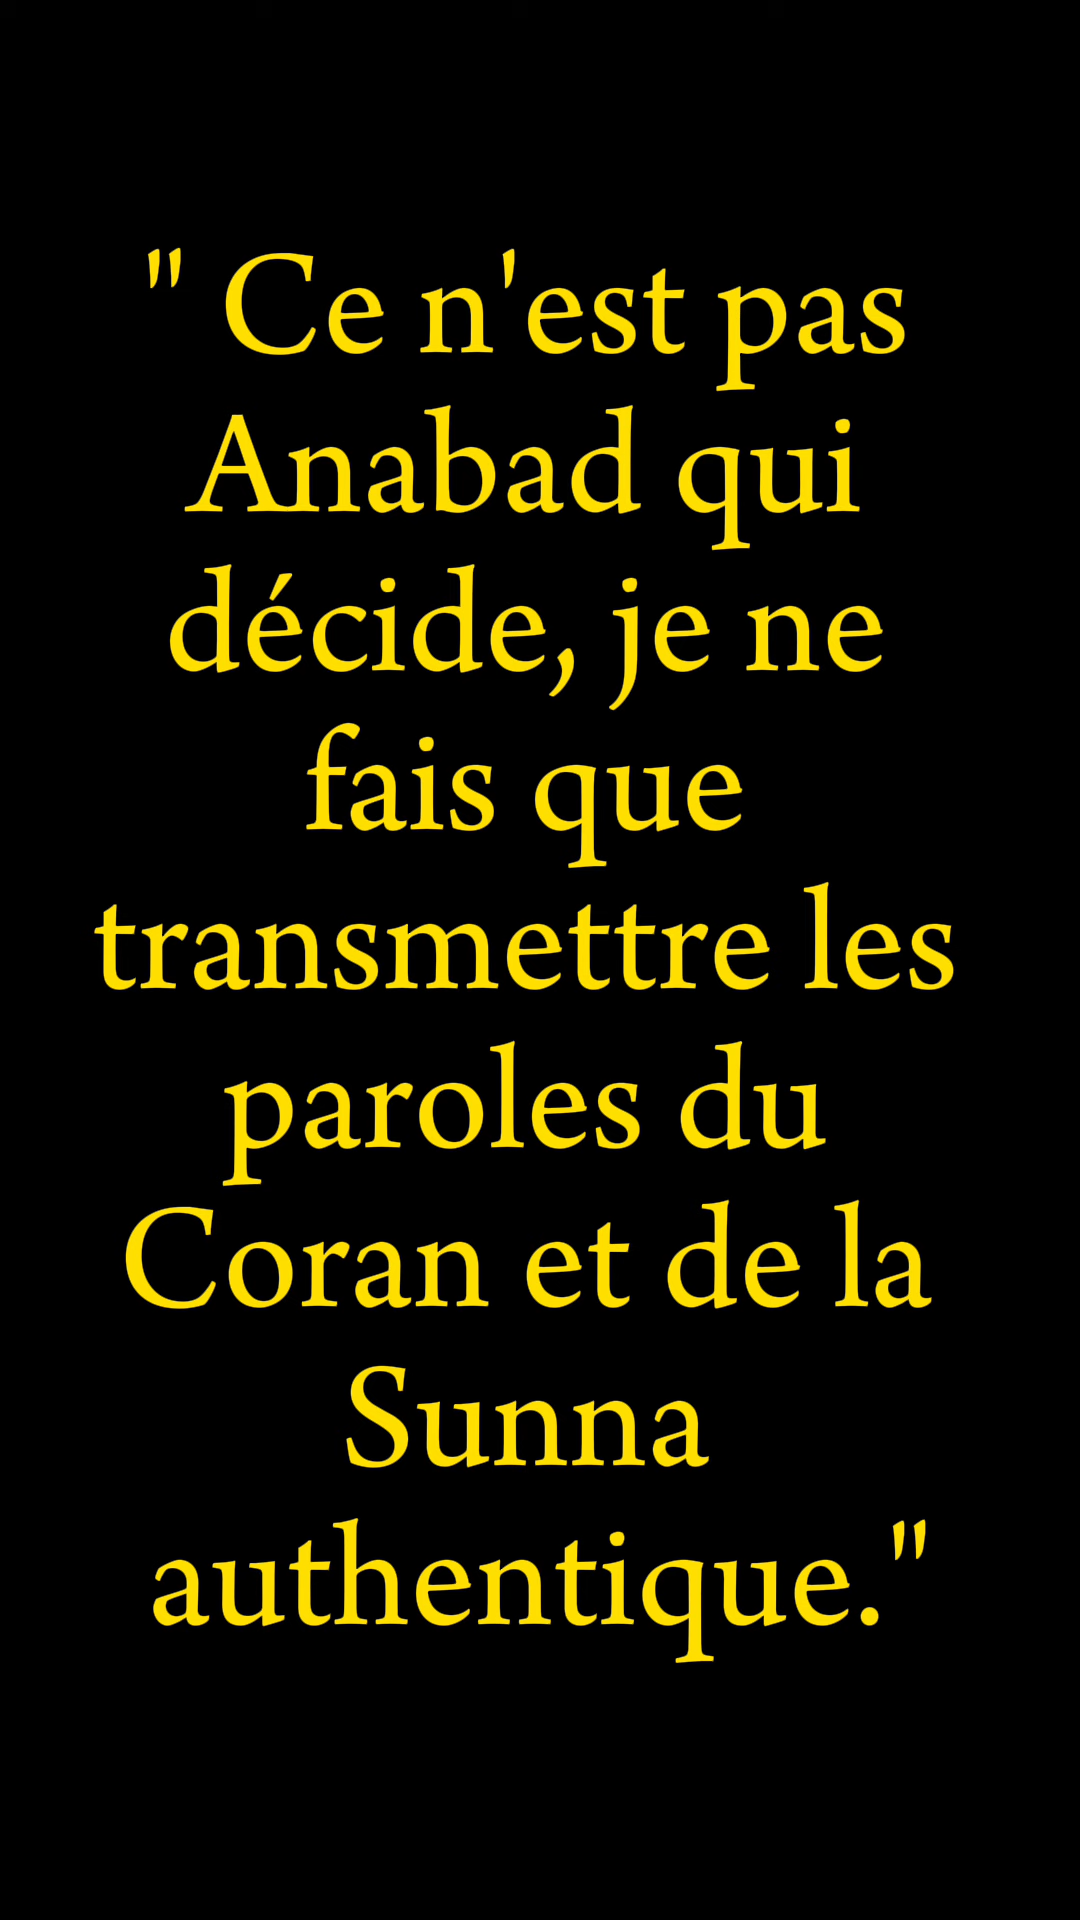 " Ce n'est pas
Anabad qui
décide, je ne
fais que
transmettre les
paroles du
Coran et de la
Sunna
authentique."